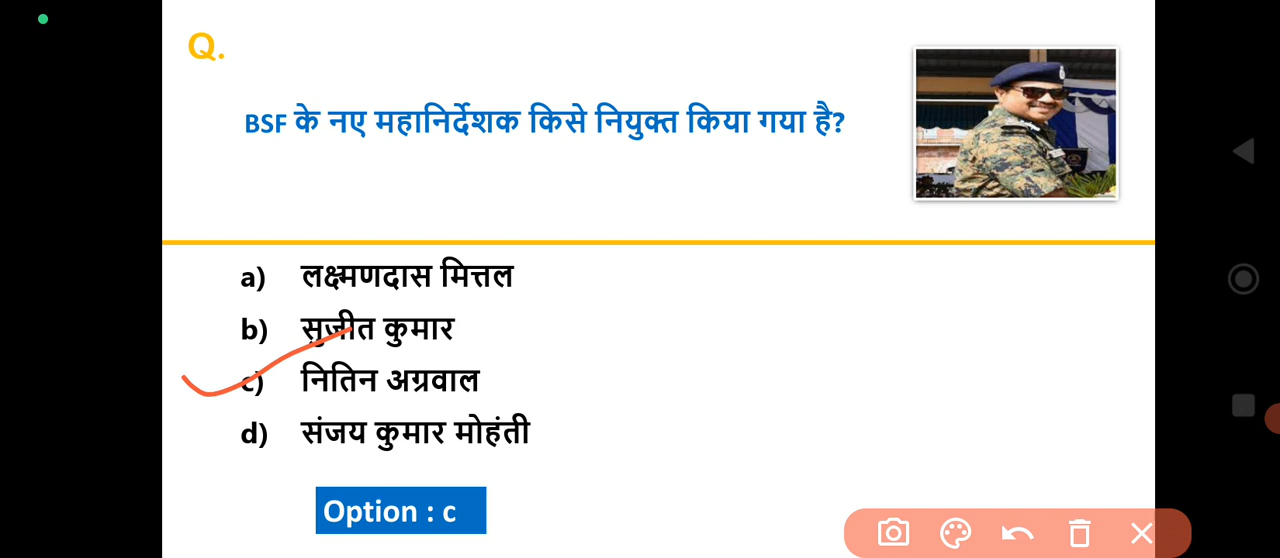 Q.
BSF के नए महानिर्देशक किसे नियुक्त किया गया है?
a) लक्ष्मणदास मित्तल
b) सुजीत कुमार
c) नितिन अग्रवाल
d) संजय कुमार मोहंती
Option : c